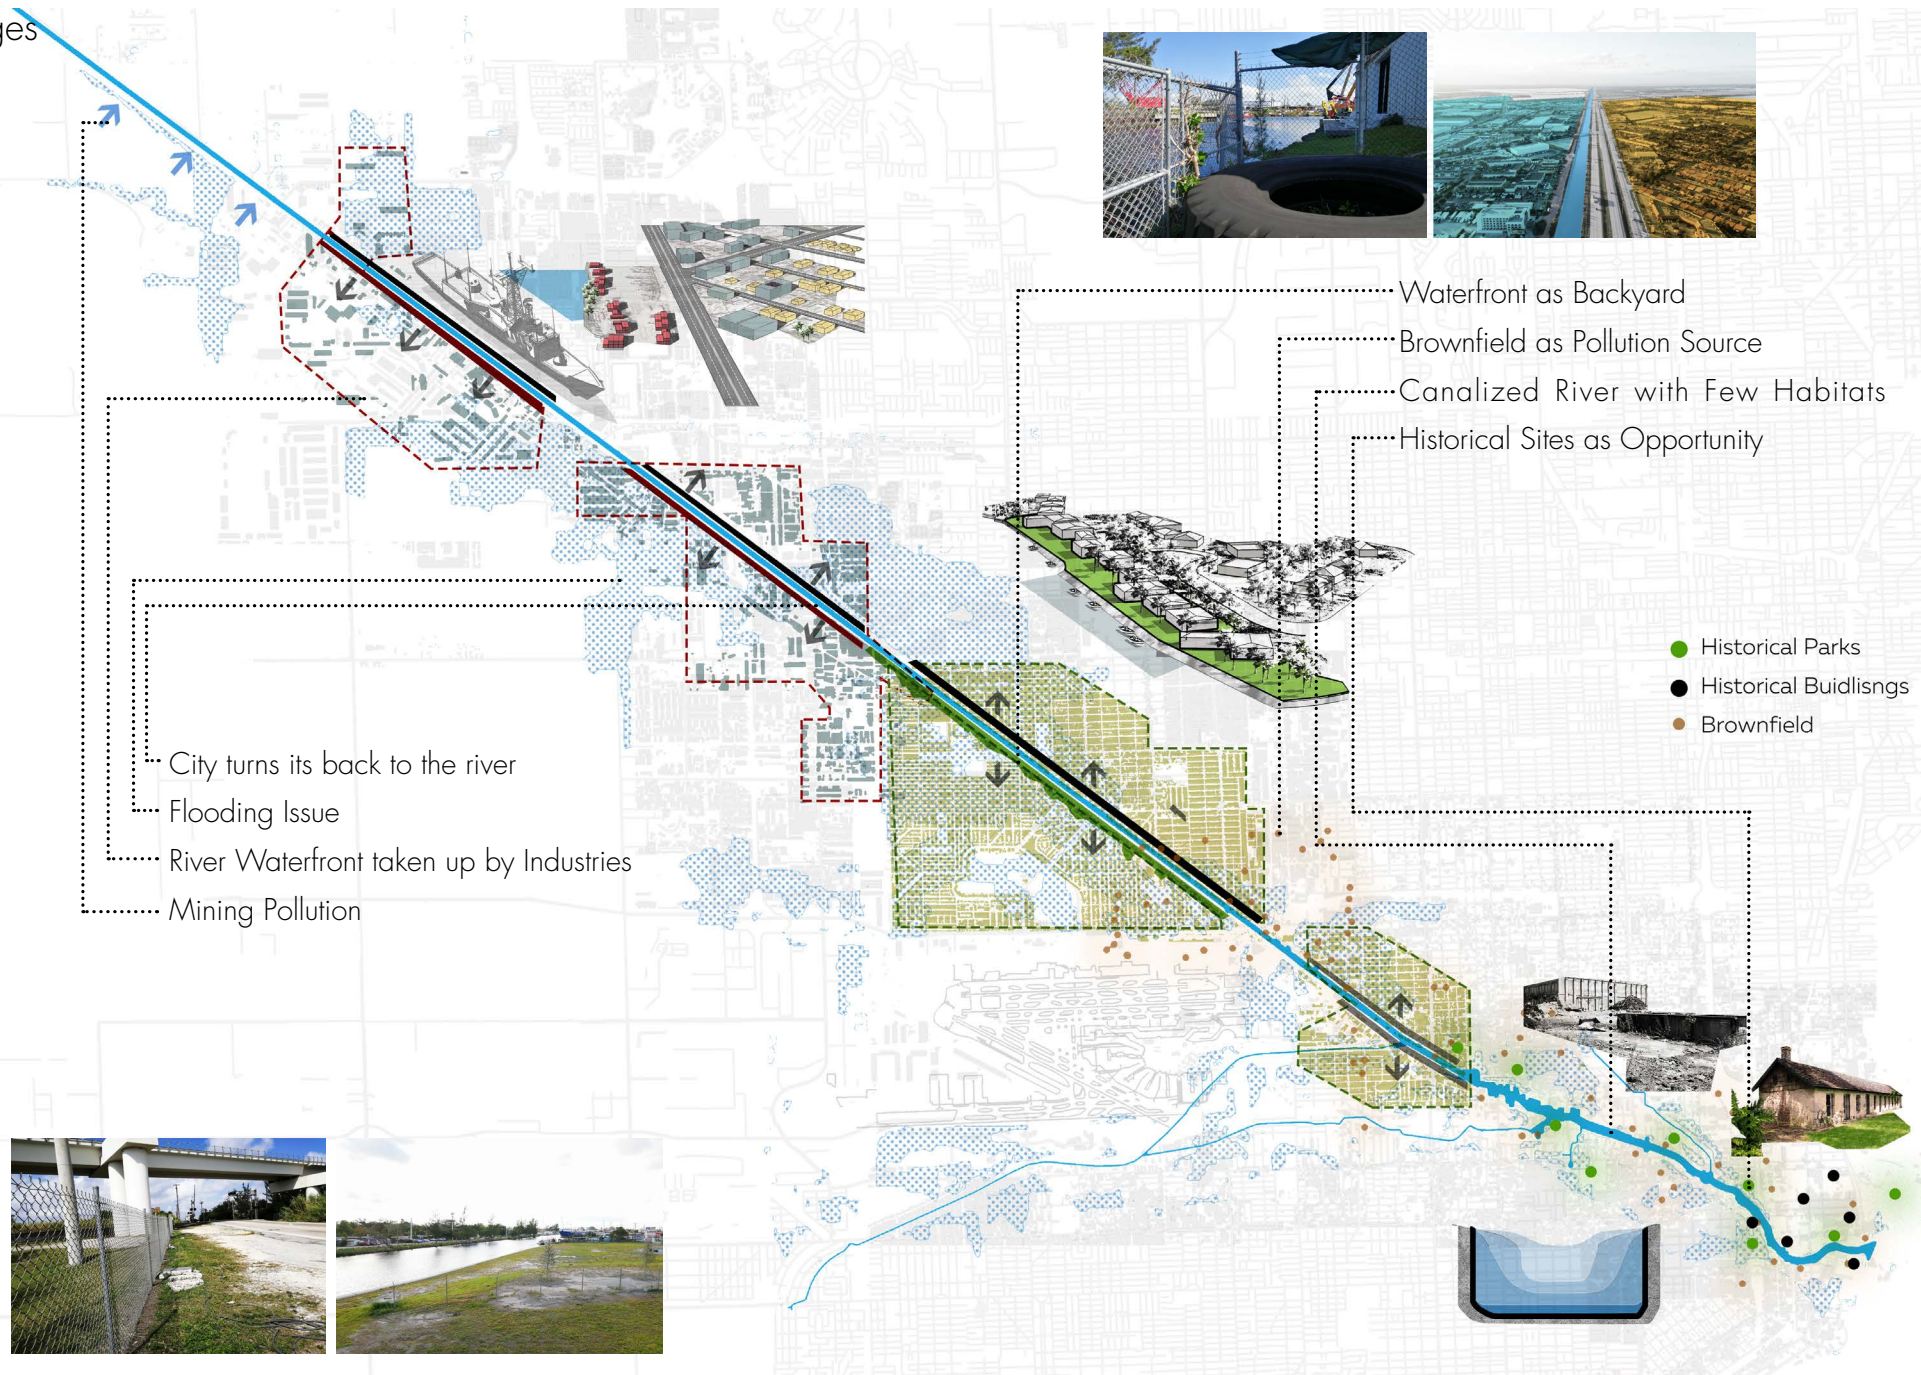 Waterfront as Backyard
Brownfield as Pollution Source
Canalized River with Few Habitats
Historical Sites as Opportunity
Historical Parks
Historical Buidlisngs
Brownfield
City turns its back to the river
Flooding Issue
River Waterfront taken up by Industries
Mining Pollution